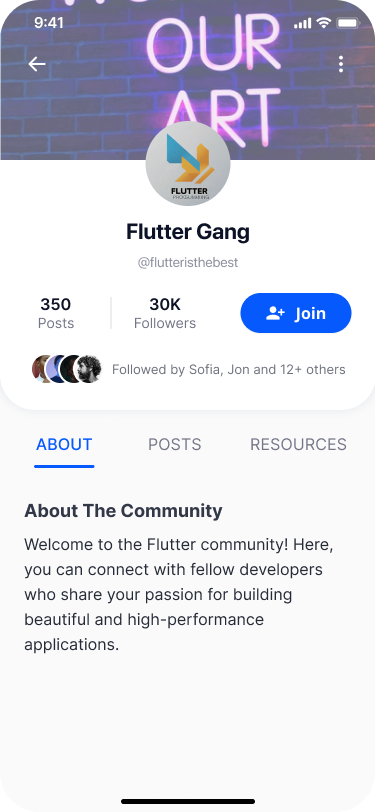 9:41
OUR
ART
FLUTTER
PROGRAMMING
Flutter Gang
@flutteristhebest
350
Posts
30K
Followers
Join
Followed by Sofia, Jon and 12+ others
ABOUT
POSTS
RESOURCES
About The Community
Welcome to the Flutter community! Here,
you can connect with fellow developers
who share your passion for building
beautiful and high-performance
applications.